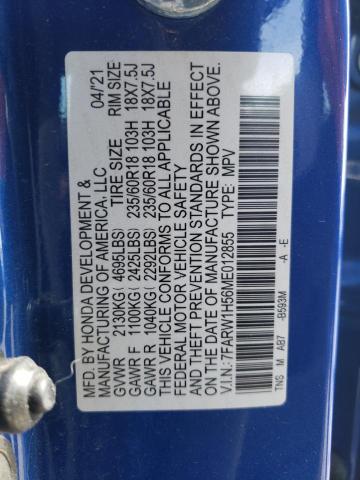 MFD. BY HONDA DEVELOPMENT & 04/'21
MANUFACTURING OF AMERICA, LLC
TIRE SIZE RIM SIZE
GVWR 2130KG( 4695LBS)
GAWR F 1100KG( 2425LBS) 235/60R18 103H 18X7.5J
GAWR R 1040KG( 2292LBS) 235/60R18 103H 18X7.5J
THIS VEHICLE CONFORMS TO ALL APPLICABLE
FEDERAL MOTOR VEHICLE SAFETY
AND THEFT PREVENTION STANDARDS IN EFFECT
ON THE DATE OF MANUFACTURE SHOWN ABOVE.
V.I.N.: 7FARW1H56ME012855 TYPE: MPV
TNS M AB7 -B593M -A -E